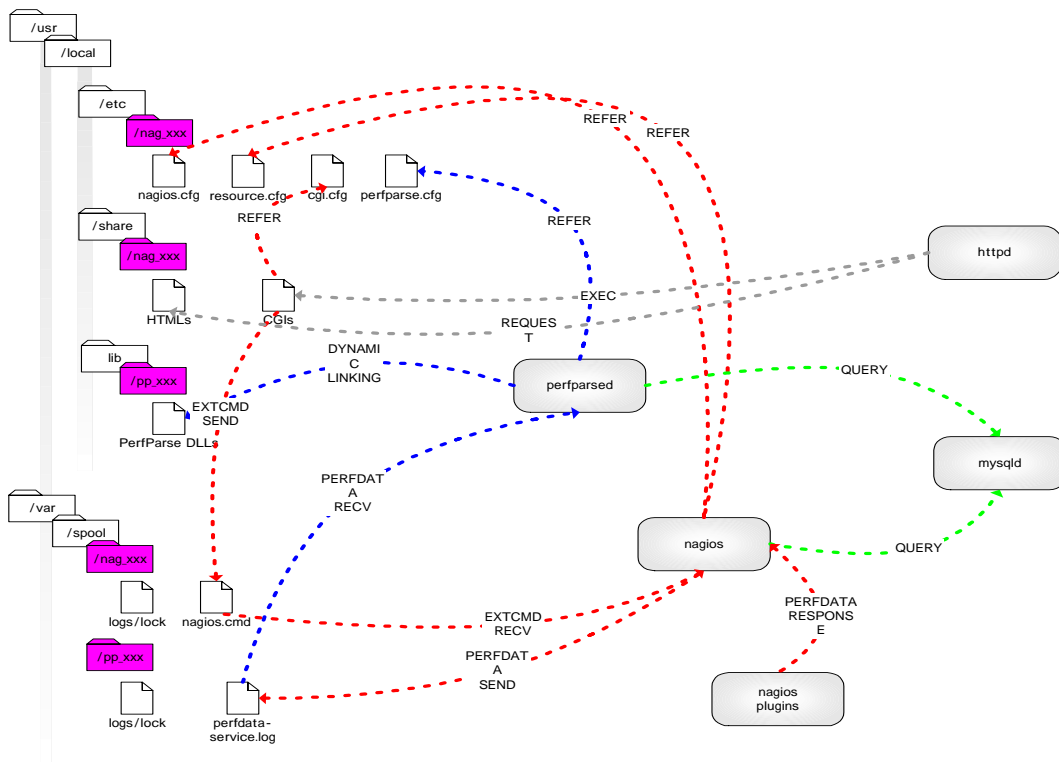 /usr
/local
/etc
/nag_xxx
REFER
REFER
nagios.cfg
resource.cfg
cgi.cfg
perfparse.cfg
REFER
REFER
/share
/nag_xxx
httpd
HTMLs
CGIs
EXEC
REQUES
T
lib
/pp_xxx
DYNAMI
C
LINKING
perfparsed
QUERY
EXTCMD
SEND
PerfParse DLLs
PERFDAT
A
RECV
mysqld
/var
/spool
/nag_xxx
nagios
QUERY
logs/lock
nagios.cmd
EXTCMD
RECV
PERFDATA
RESPONS
E
/pp_xxx
PERFDAT
A
SEND
logs/lock
perfdata-
service.log
nagios
plugins